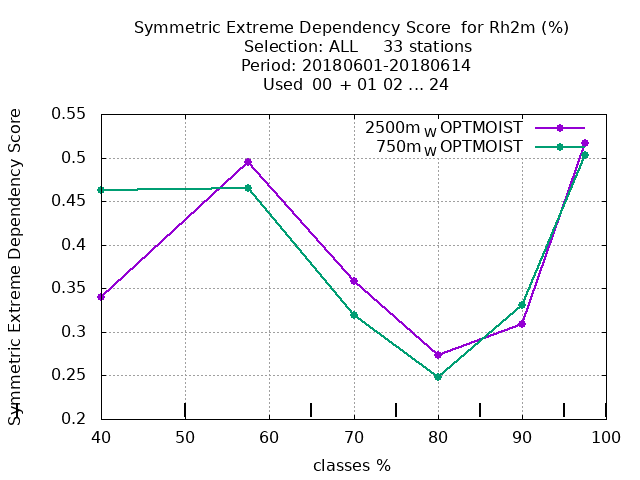 Symmetric Extreme Dependency Score for Rh2m (%)
Selection: ALL 33 stations
Period: 20180601-20180614
Used 00 + 01 02 ... 24
Symmetric Extreme Dependency Score
0.55
0.5
0.45
0.4
0.35
0.3
0.25
0.2
2500m W OPTMOIST
750m W OPTMOIST
40 50 60 70 80 90 100
classes %